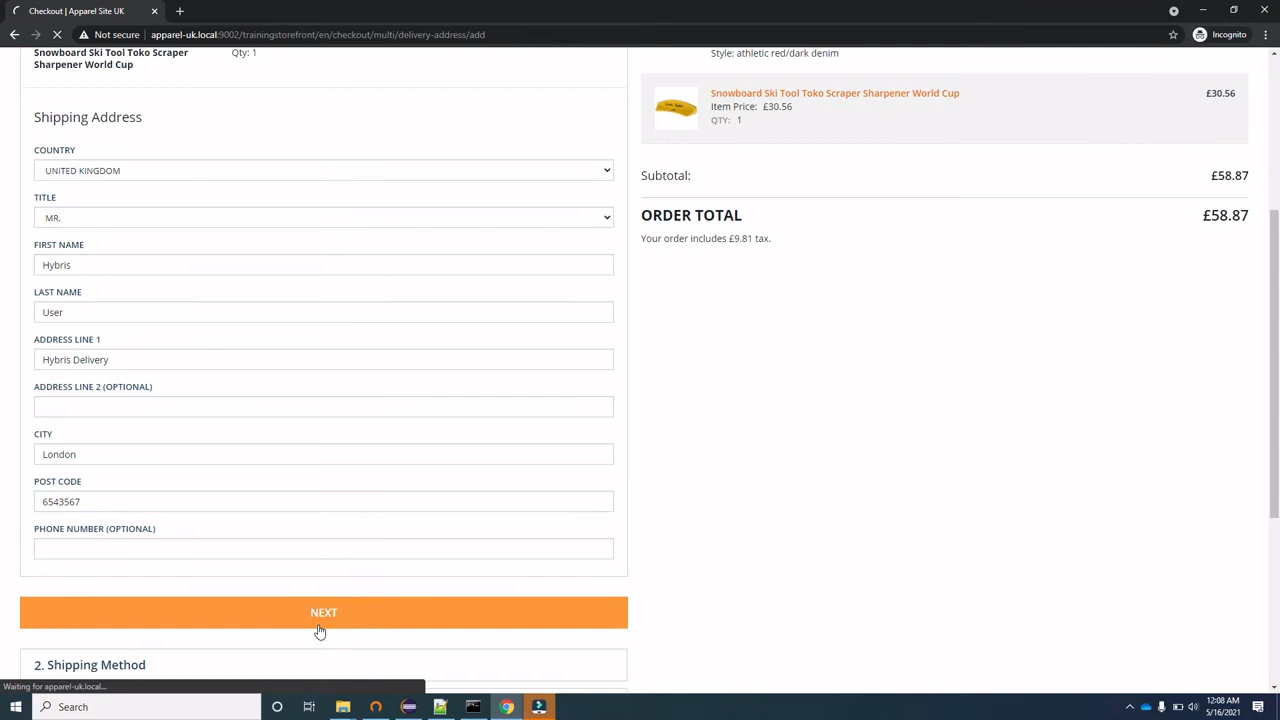 Checkout | Apparel Site UK
apparel-uk.local:9002/trainingstorefront/en/checkout/multi/delivery-address/add
Incognito
Snowboard Ski Tool Toko Scraper
Sharpener World Cup
Qty: 1
Shipping Address
COUNTRY
UNITED KINGDOM
TITLE
MR.
FIRST NAME
Hybris
LAST NAME
User
ADDRESS LINE 1
Hybris Delivery
ADDRESS LINE 2 (OPTIONAL)
CITY
London
POST CODE
6543567
PHONE NUMBER (OPTIONAL)
NEXT
2. Shipping Method
Style: athletic red/dark denim
Snowboard Ski Tool Toko Scraper Sharpener World Cup £30.56
Item Price: £30.56
QTY: 1
Subtotal: £58.87
ORDER TOTAL £58.87
Your order includes £9.81 tax.
Waiting for apparel-uk.local...
Search
12:08 AM
5/16/2021